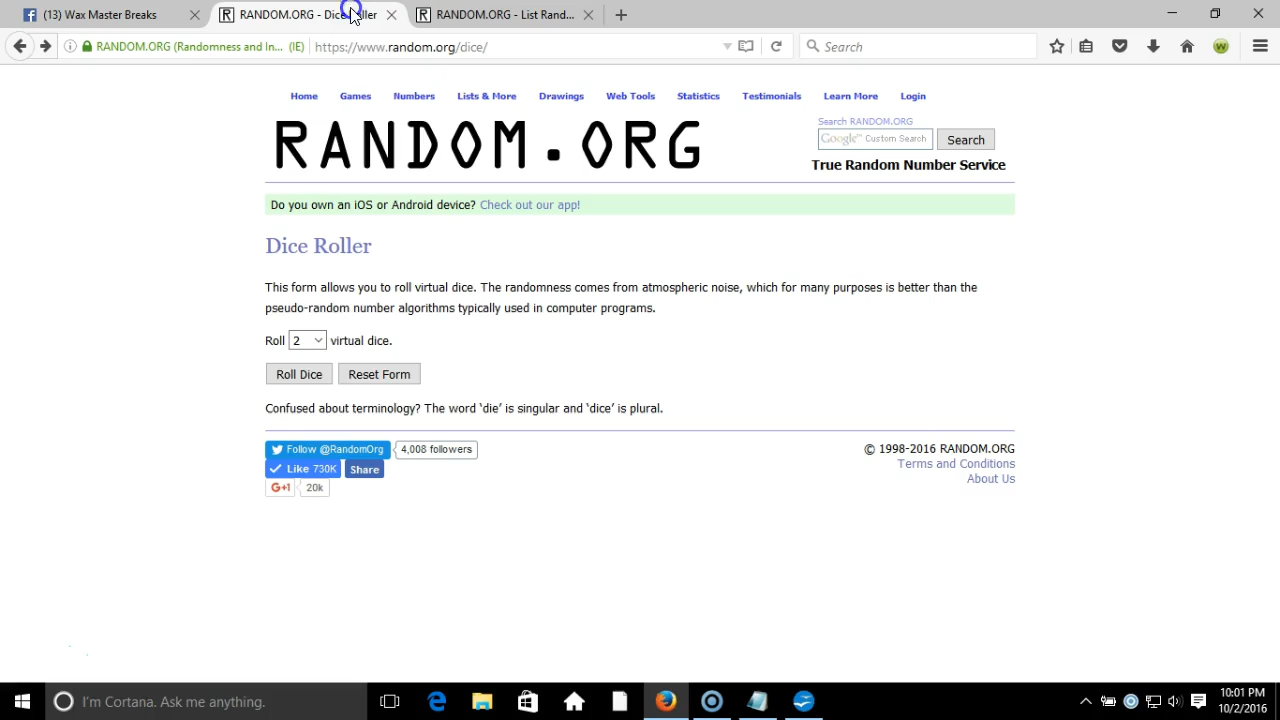 (13) Wax Master Breaks
RANDOM.ORG - Dice Roller
RANDOM.ORG - List Rand...
RANDOM.ORG (Randomness and In... (IE)
https://www.random.org/dice/
Search
Home Games Numbers Lists & More Drawings Web Tools Statistics Testimonials Learn More Login
Search RANDOM.ORG
RANDOM.ORG
Google™ Custom Search
Search
True Random Number Service
Do you own an iOS or Android device? Check out our app!
Dice Roller
This form allows you to roll virtual dice. The randomness comes from atmospheric noise, which for many purposes is better than the
pseudo-random number algorithms typically used in computer programs.
Roll 2 virtual dice.
Roll Dice Reset Form
Confused about terminology? The word ‘die’ is singular and ‘dice’ is plural.
Follow @RandomOrg 4,008 followers
Like 730K Share
G+1 20k
© 1998-2016 RANDOM.ORG
Terms and Conditions
About Us
I'm Cortana. Ask me anything.
10:01 PM
10/2/2016